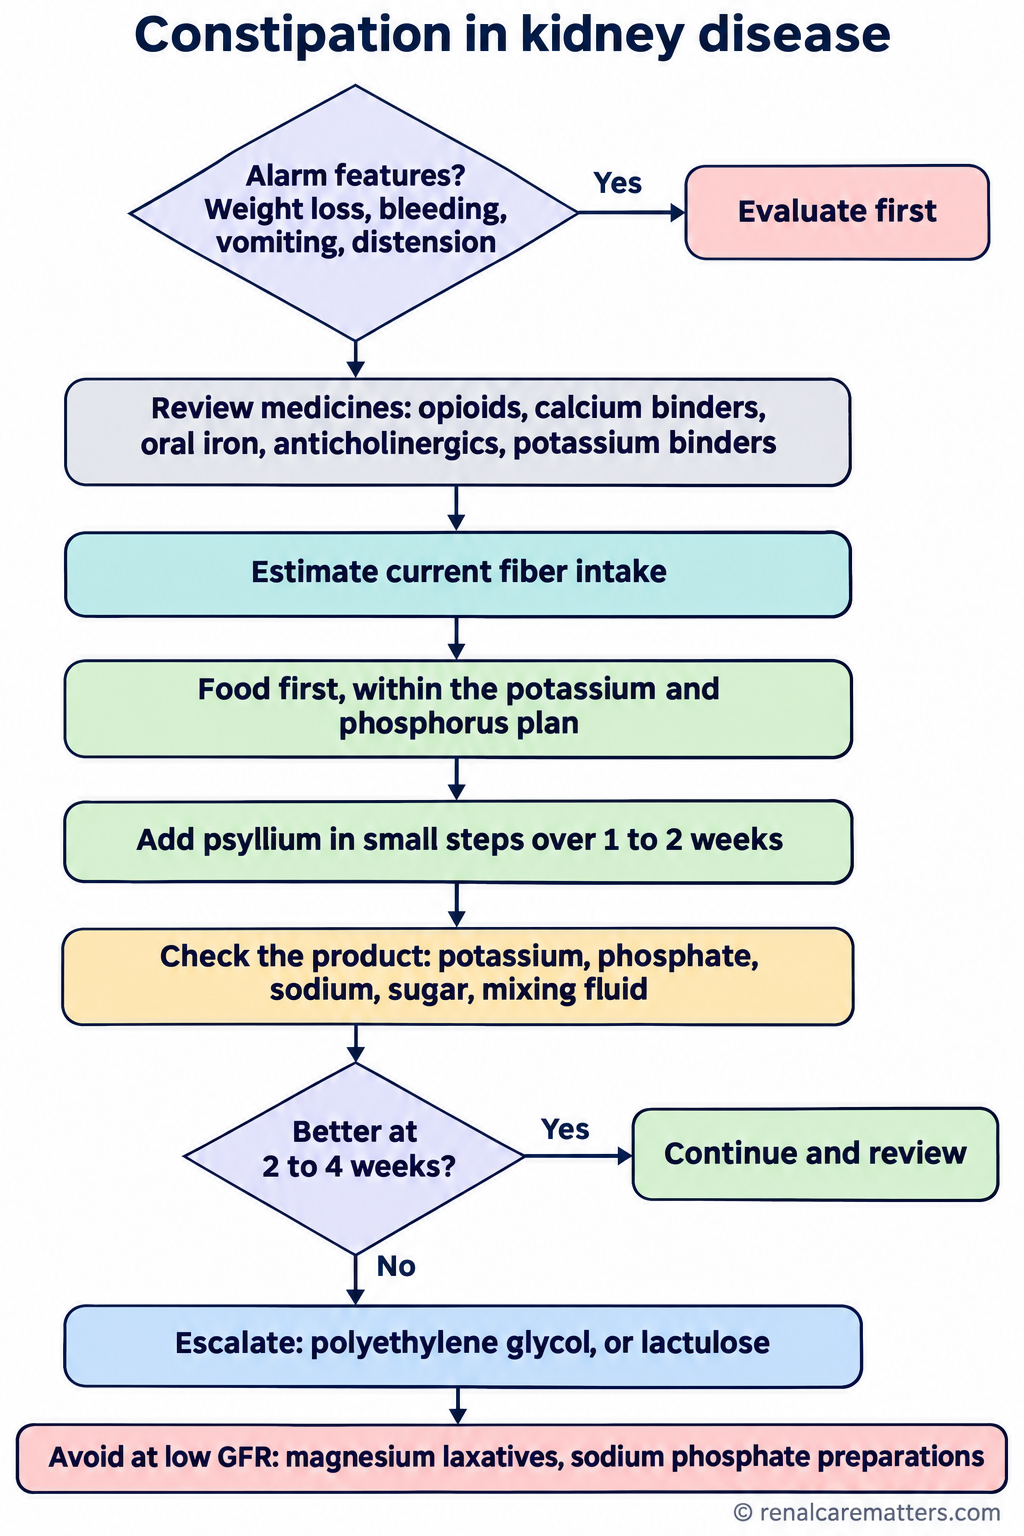 Constipation in kidney disease
Alarm features?
Weight loss, bleeding,
vomiting, distension
Yes
Evaluate first
Review medicines: opioids, calcium binders,
oral iron, anticholinergics, potassium binders
Estimate current fiber intake
Food first, within the potassium and
phosphorus plan
Add psyllium in small steps over 1 to 2 weeks
Check the product: potassium, phosphate,
sodium, sugar, mixing fluid
Better at
2 to 4 weeks?
Yes
Continue and review
No
Escalate: polyethylene glycol, or lactulose
Avoid at low GFR: magnesium laxatives, sodium phosphate preparations
© renalcarematters.com